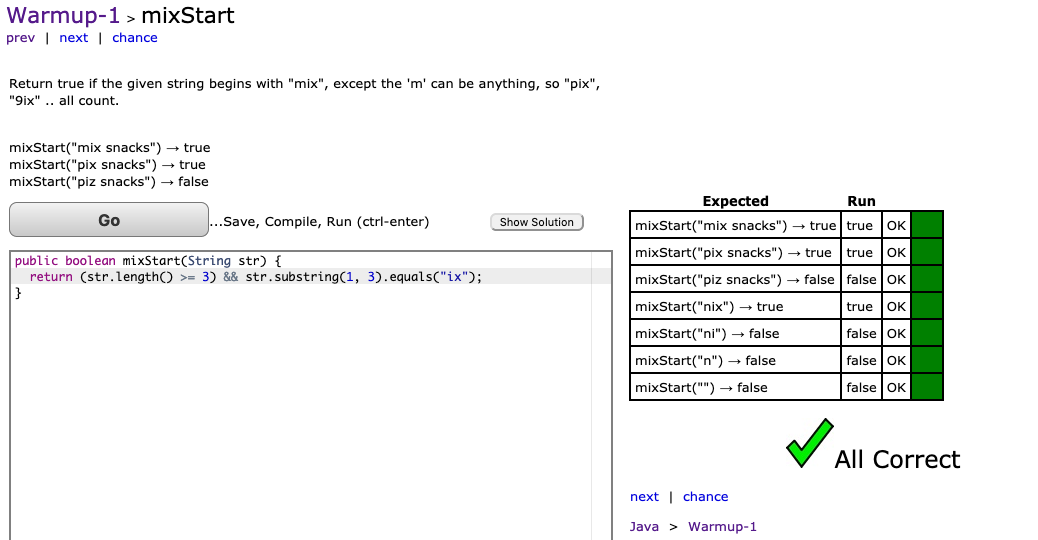 Warmup-1 > mixStart
prev | next | chance
Return true if the given string begins with "mix", except the 'm' can be anything, so "pix",
"9ix" .. all count.
mixStart("mix snacks") → true
mixStart("pix snacks") → true
mixStart("piz snacks") → false
Go ...Save, Compile, Run (ctrl-enter) Show Solution
public boolean mixStart(String str) {
  return (str.length() >= 3) && str.substring(1, 3).equals("ix");
}
Expected Run
mixStart("mix snacks") → true true OK
mixStart("pix snacks") → true true OK
mixStart("piz snacks") → false false OK
mixStart("nix") → true true OK
mixStart("ni") → false false OK
mixStart("n") → false false OK
mixStart("") → false false OK
All Correct
next | chance
Java > Warmup-1